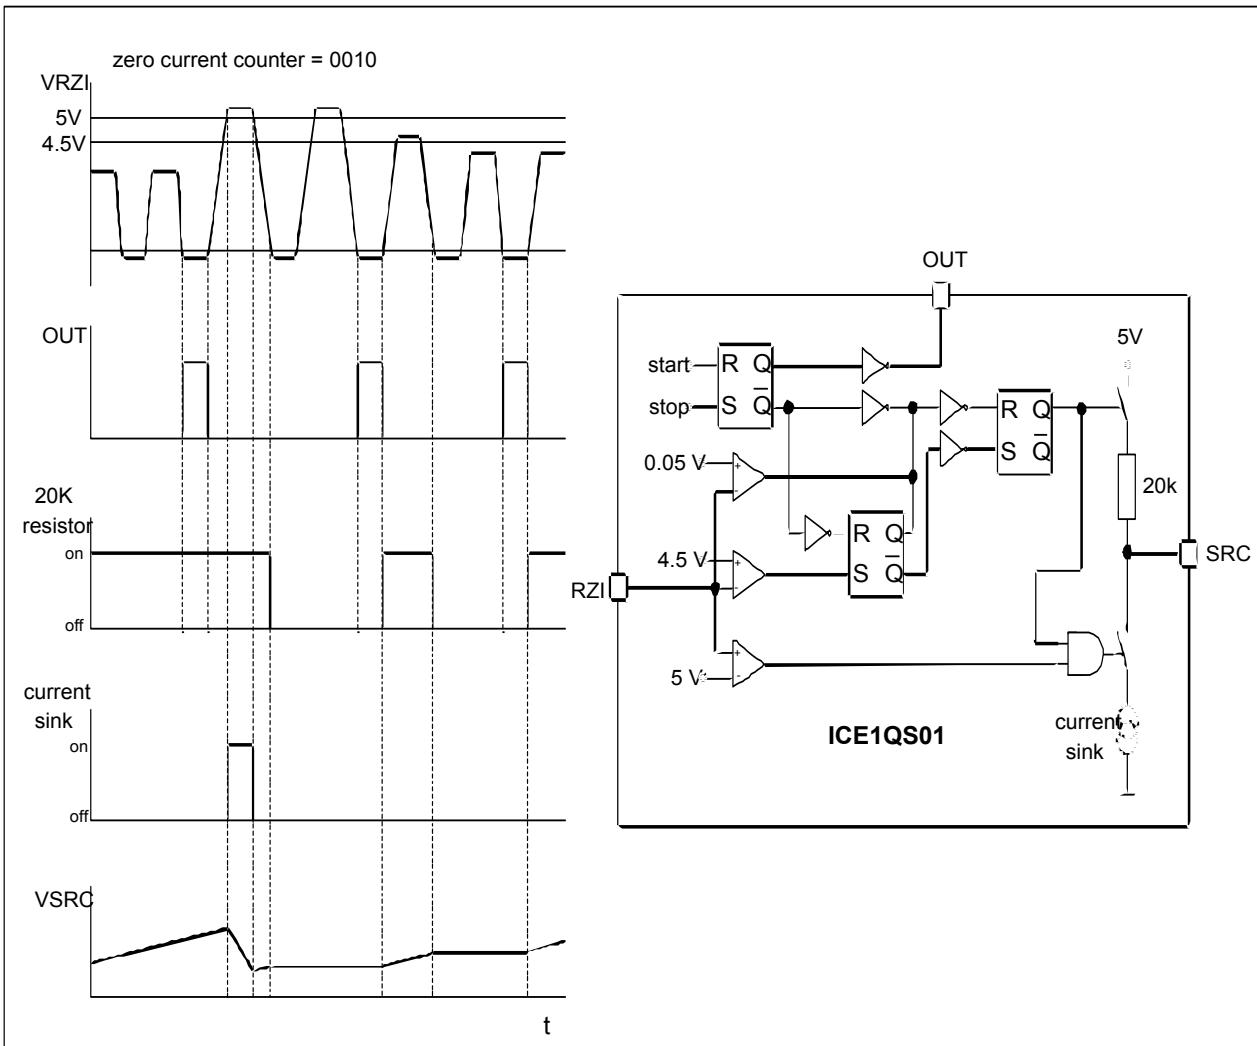 zero current counter = 0010
VRZI
5V
4.5V
OUT
20K
resistor
on
off
current
sink
on
off
VSRC
t
OUT
5V
start
R Q
stop
S Q
R Q
S Q
0.05 V
+
-
20k
R Q
S Q
4.5 V
+
-
SRC
RZI
+
5 V
-
current
sink
ICE1QS01